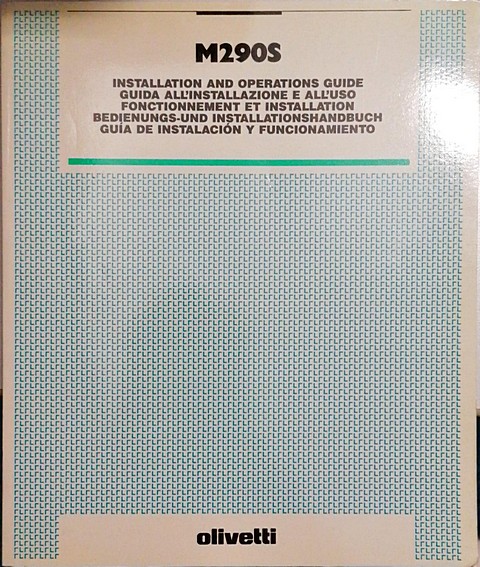 M290S
INSTALLATION AND OPERATIONS GUIDE
GUIDA ALL'INSTALLAZIONE E ALL'USO
FONCTIONNEMENT ET INSTALLATION
BEDIENUNGS-UND INSTALLATIONSHANDBUCH
GUÍA DE INSTALACIÓN Y FUNCIONAMIENTO
olivetti